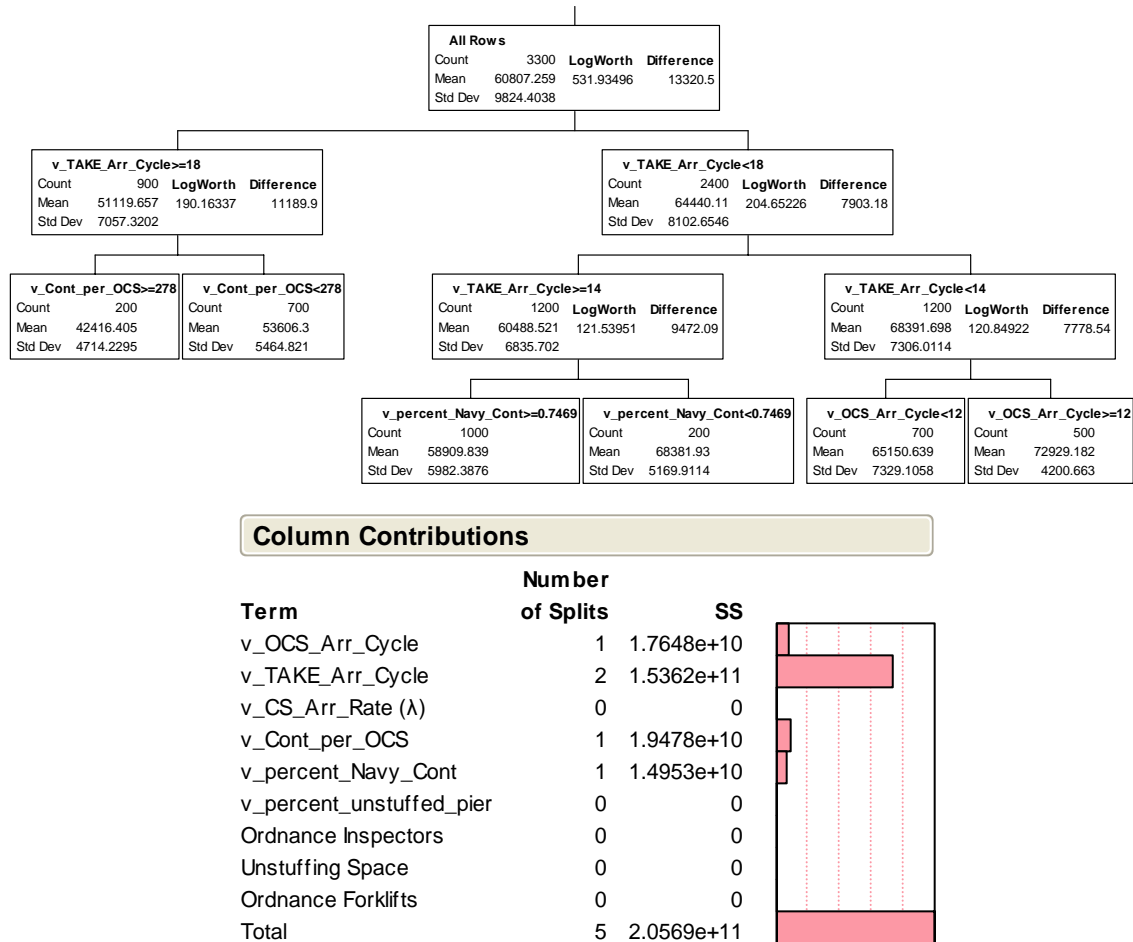 All Rows
Count 3300 LogWorth Difference
Mean 60807.259 531.93496 13320.5
Std Dev 9824.4038
v_TAKE_Arr_Cycle>=18
Count 900 LogWorth Difference
Mean 51119.657 190.16337 11189.9
Std Dev 7057.3202
v_TAKE_Arr_Cycle<18
Count 2400 LogWorth Difference
Mean 64440.11 204.65226 7903.18
Std Dev 8102.6546
v_Cont_per_OCS>=278
Count 200
Mean 42416.405
Std Dev 4714.2295
v_Cont_per_OCS<278
Count 700
Mean 53606.3
Std Dev 5464.821
v_TAKE_Arr_Cycle>=14
Count 1200 LogWorth Difference
Mean 60488.521 121.53951 9472.09
Std Dev 6835.702
v_TAKE_Arr_Cycle<14
Count 1200 LogWorth Difference
Mean 68391.698 120.84922 7778.54
Std Dev 7306.0114
v_percent_Navy_Cont>=0.7469
Count 1000
Mean 58909.839
Std Dev 5982.3876
v_percent_Navy_Cont<0.7469
Count 200
Mean 68381.93
Std Dev 5169.9114
v_OCS_Arr_Cycle<12
Count 700
Mean 65150.639
Std Dev 7329.1058
v_OCS_Arr_Cycle>=12
Count 500
Mean 72929.182
Std Dev 4200.663
Column Contributions
Number
Term of Splits SS
v_OCS_Arr_Cycle 1 1.7648e+10
v_TAKE_Arr_Cycle 2 1.5362e+11
v_CS_Arr_Rate (λ) 0 0
v_Cont_per_OCS 1 1.9478e+10
v_percent_Navy_Cont 1 1.4953e+10
v_percent_unstuffed_pier 0 0
Ordnance Inspectors 0 0
Unstuffing Space 0 0
Ordnance Forklifts 0 0
Total 5 2.0569e+11